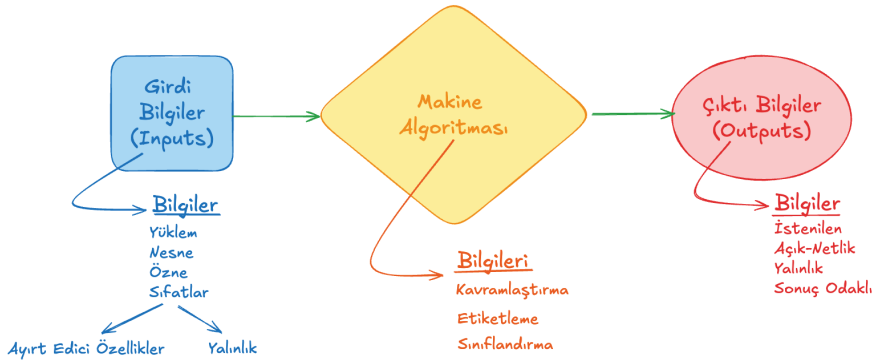 Girdi
Bilgiler
(Inputs)
Makine
Algoritması
Çıktı Bilgiler
(Outputs)
Bilgiler
Yüklem
Nesne
Özne
Sıfatlar
Ayırt Edici Özellikler
Yalınlık
Bilgileri
Kavramlaştırma
Etiketleme
Sınıflandırma
Bilgiler
İstenilen
Açık-Netlik
Yalınlık
Sonuç Odaklı